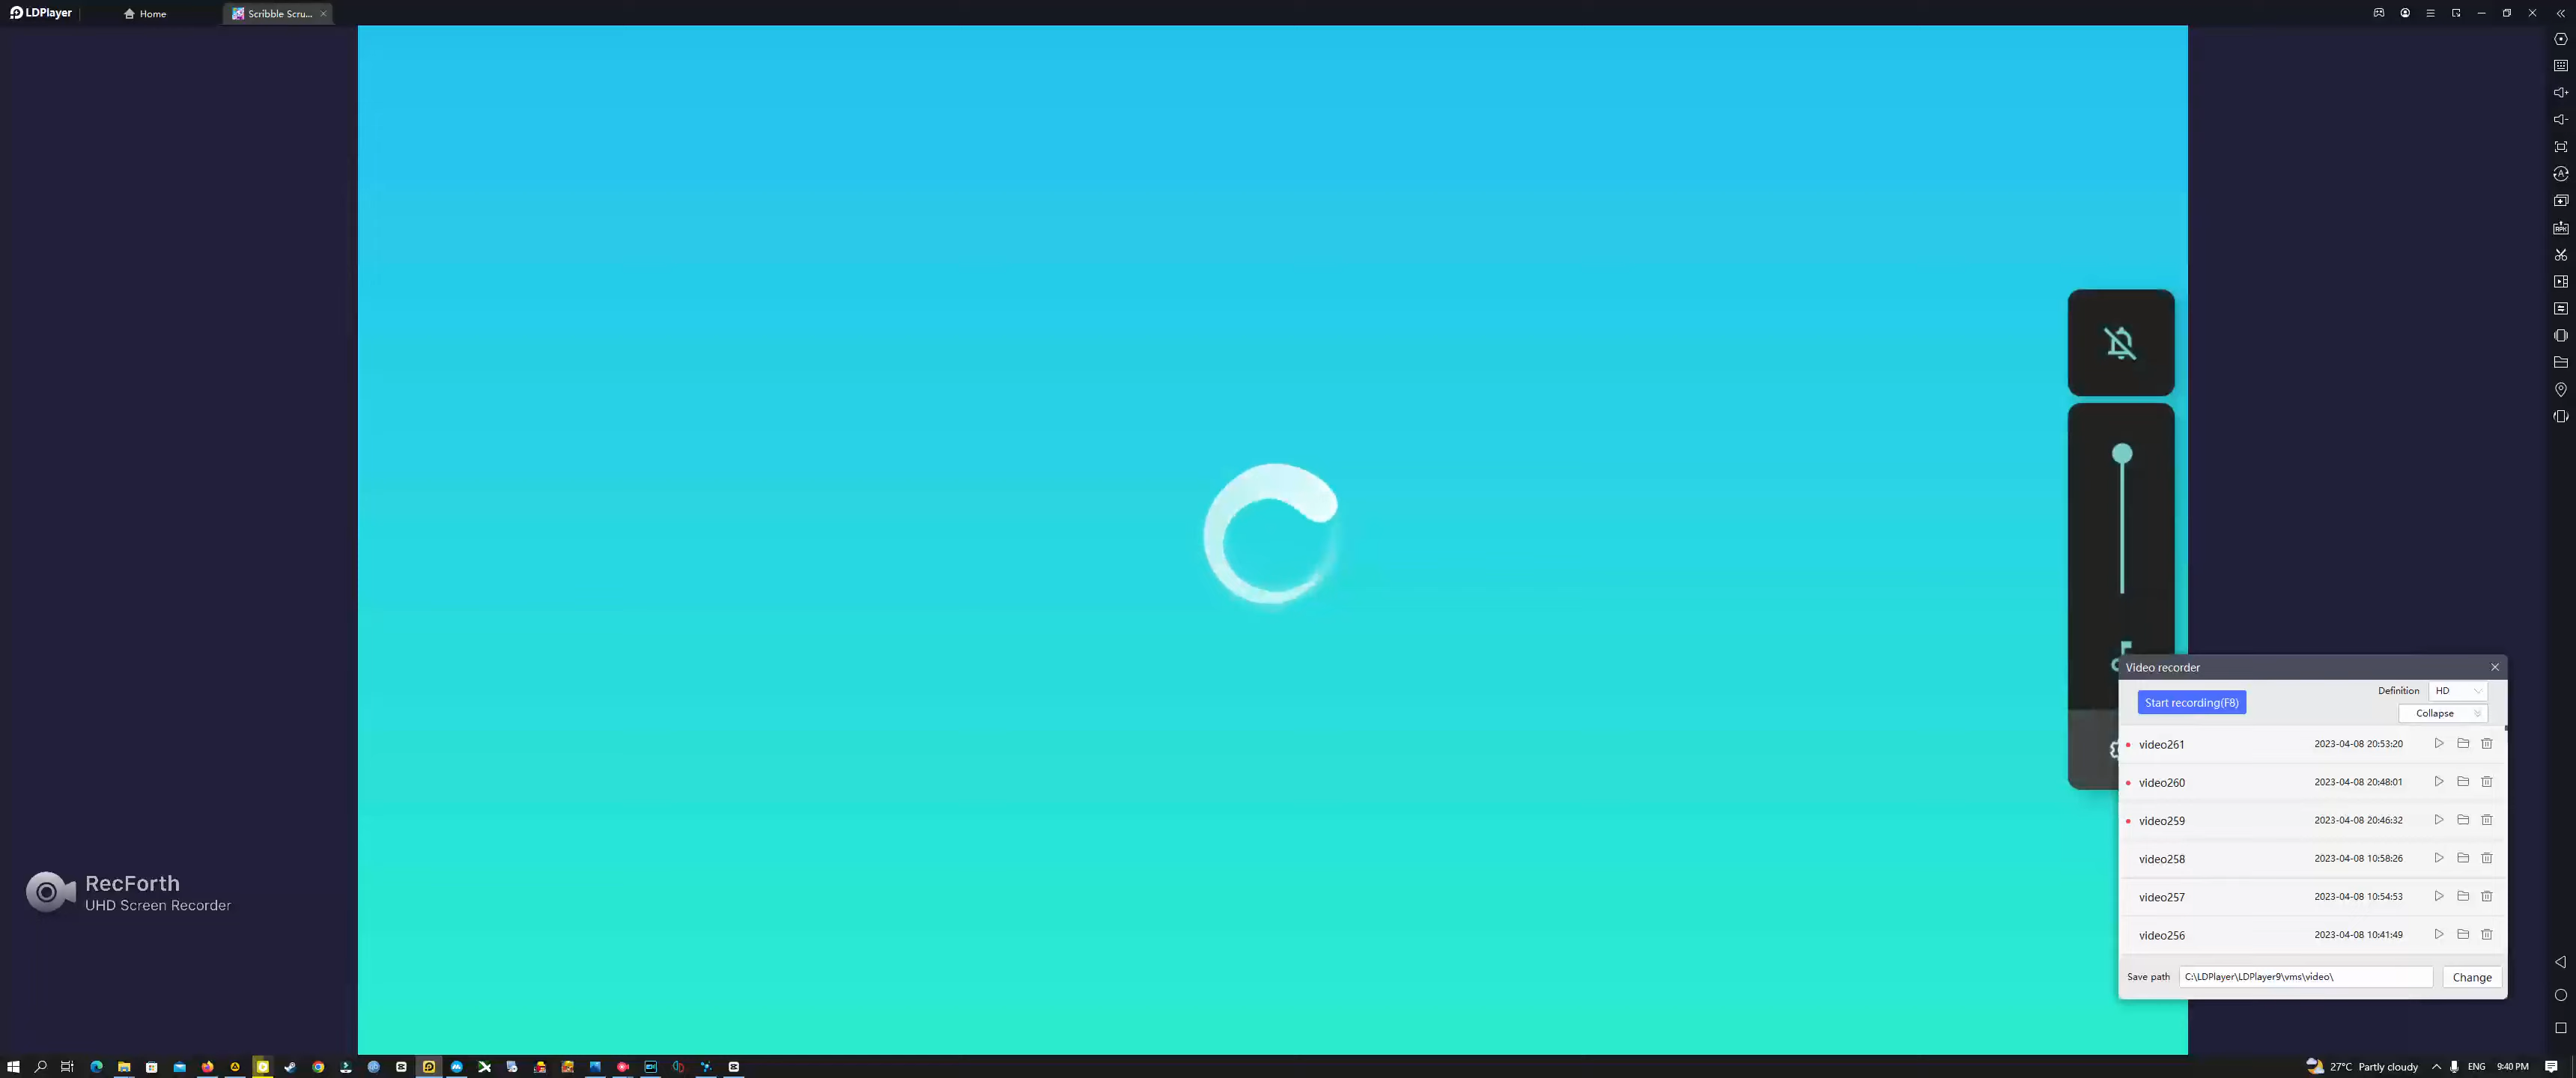 LDPlayer
Home
Scribble Scru...
Video recorder
Start recording(F8)
Definition
HD
Collapse
video261
2023-04-08 20:53:20
video260
2023-04-08 20:48:01
video259
2023-04-08 20:46:32
video258
2023-04-08 10:58:26
video257
2023-04-08 10:54:53
video256
2023-04-08 10:41:49
Save path
C:\LDPlayer\LDPlayer9\vms\video\
Change
RecForth
UHD Screen Recorder
27°C Partly cloudy
ENG
9:40 PM